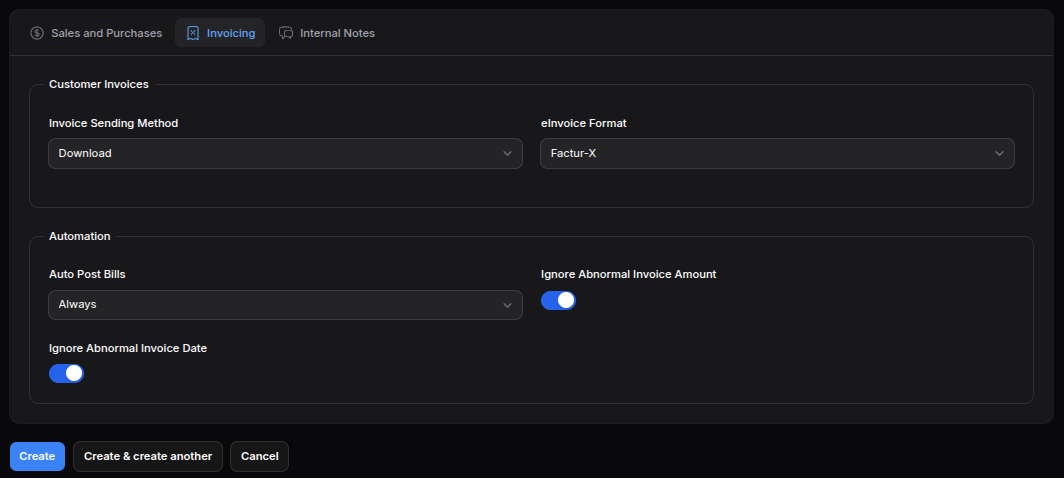 Sales and Purchases
Invoicing
Internal Notes
Customer Invoices
Invoice Sending Method
eInvoice Format
Download
Factur-X
Automation
Auto Post Bills
Ignore Abnormal Invoice Amount
Always
Ignore Abnormal Invoice Date
Create
Create & create another
Cancel